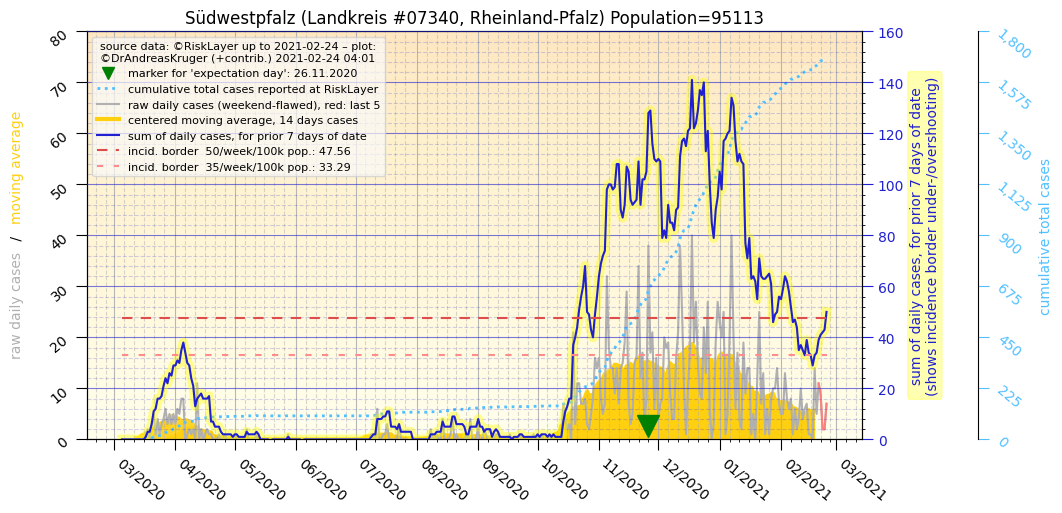 Südwestpfalz (Landkreis #07340, Rheinland-Pfalz) Population=95113
source data: ©RiskLayer up to 2021-02-24 – plot:
©DrAndreasKruger (+contrib.) 2021-02-24 04:01
marker for 'expectation day': 26.11.2020
cumulative total cases reported at RiskLayer
raw daily cases (weekend-flawed), red: last 5
centered moving average, 14 days cases
sum of daily cases, for prior 7 days of date
incid. border  50/week/100k pop.: 47.56
incid. border  35/week/100k pop.: 33.29
raw daily cases / moving average
80
70
60
50
40
30
20
10
0
03/2020
04/2020
05/2020
06/2020
07/2020
08/2020
09/2020
10/2020
11/2020
12/2020
01/2021
02/2021
03/2021
160
140
120
100
80
60
40
20
0
sum of daily cases, for prior 7 days of date
(shows incidence border under-/overshooting)
1,800
1,575
1,350
1,125
900
675
450
225
0
cumulative total cases